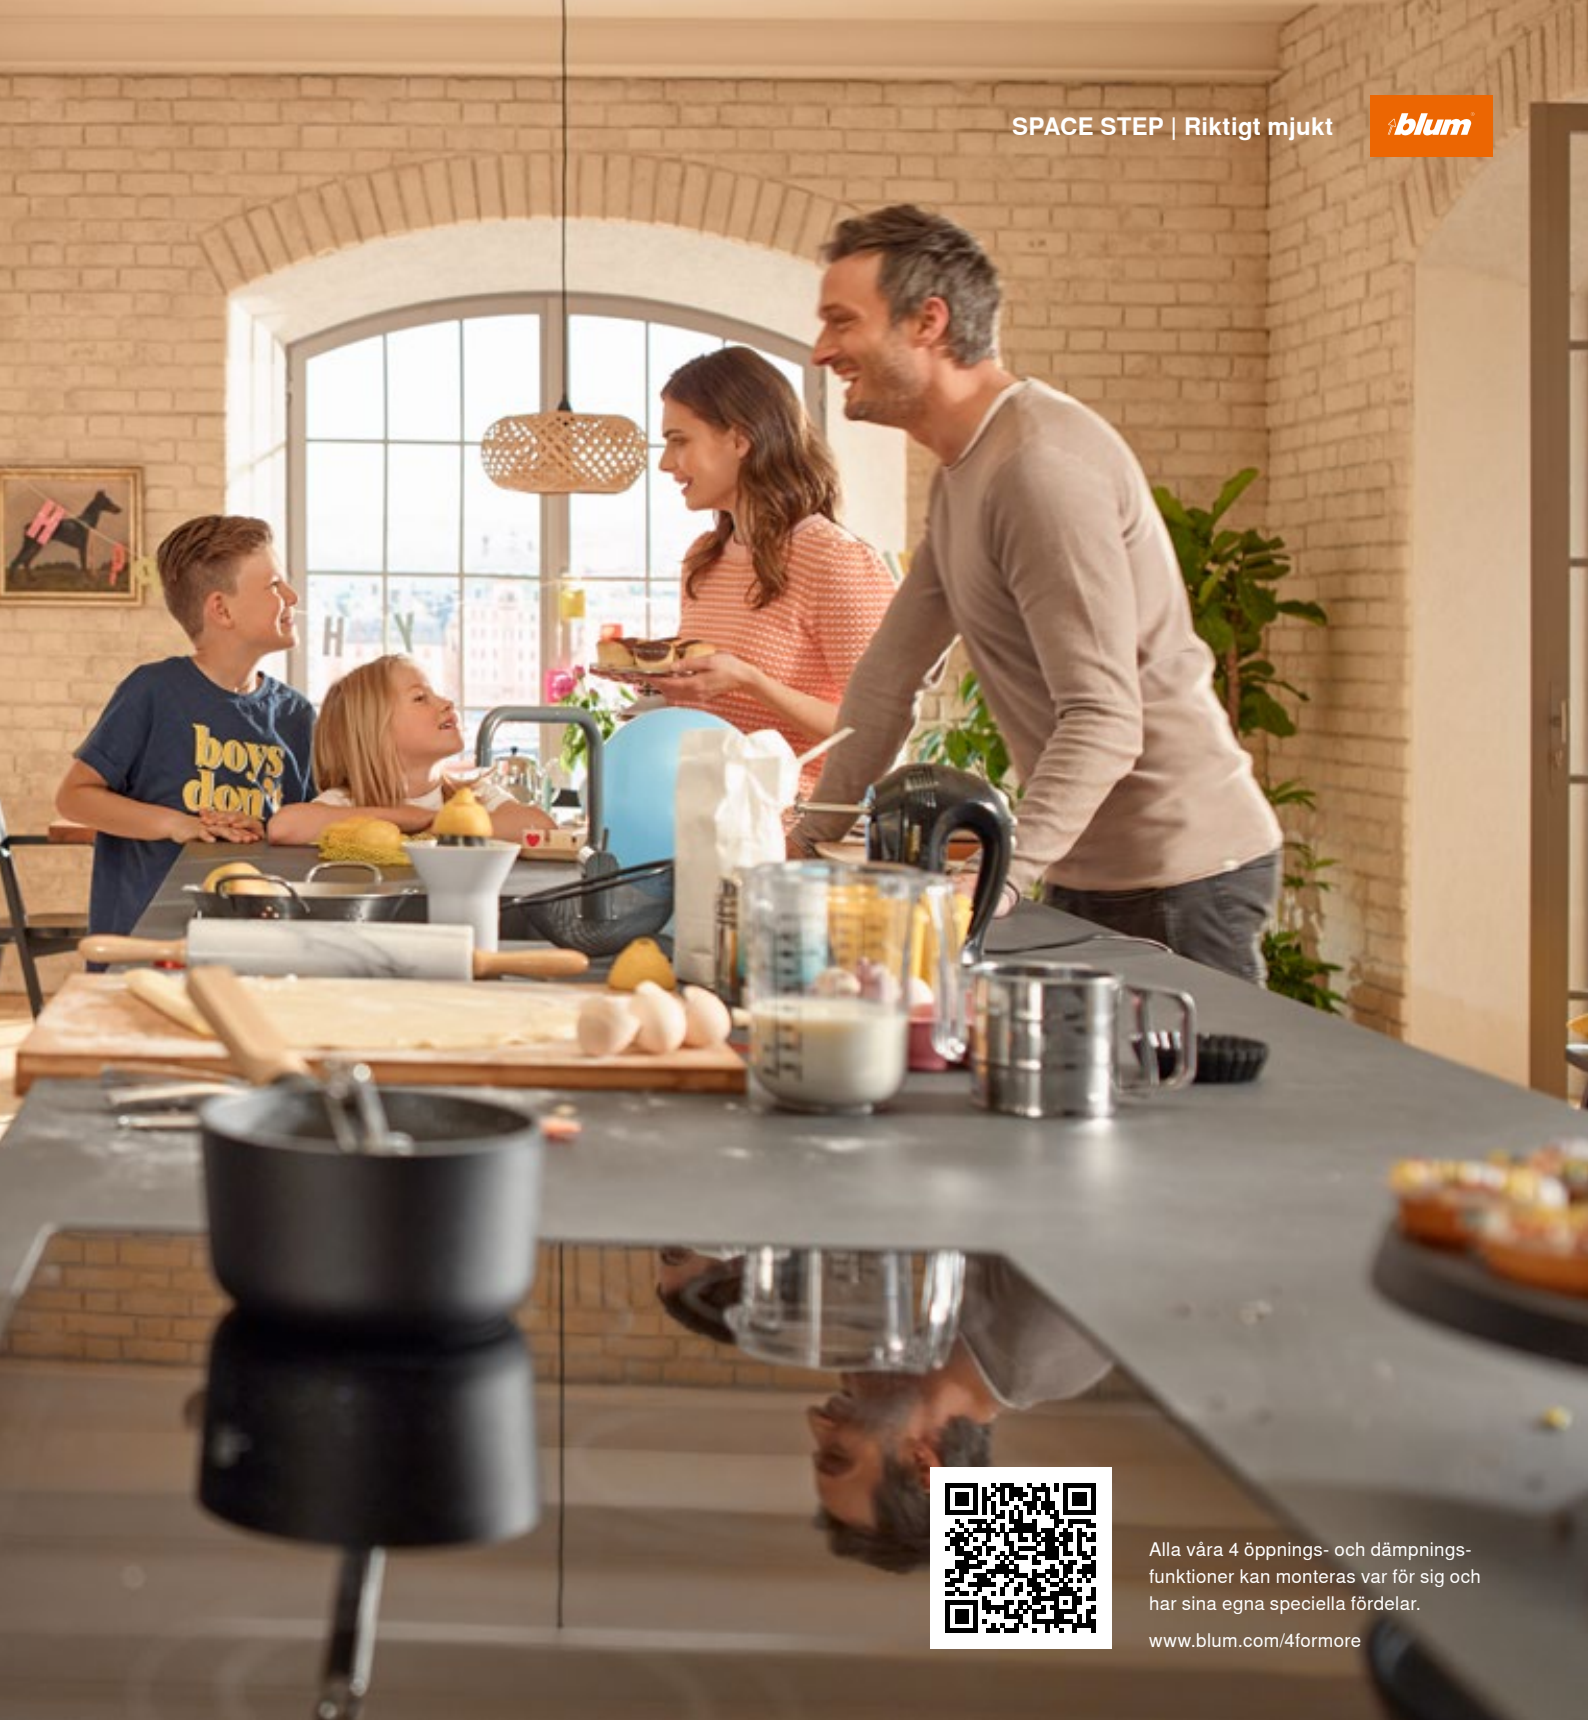 SPACE STEP | Riktigt mjukt
blum
H
P
A
H Y
boys
don't
Alla våra 4 öppnings- och dämpnings-
funktioner kan monteras var för sig och
har sina egna speciella fördelar.
www.blum.com/4formore